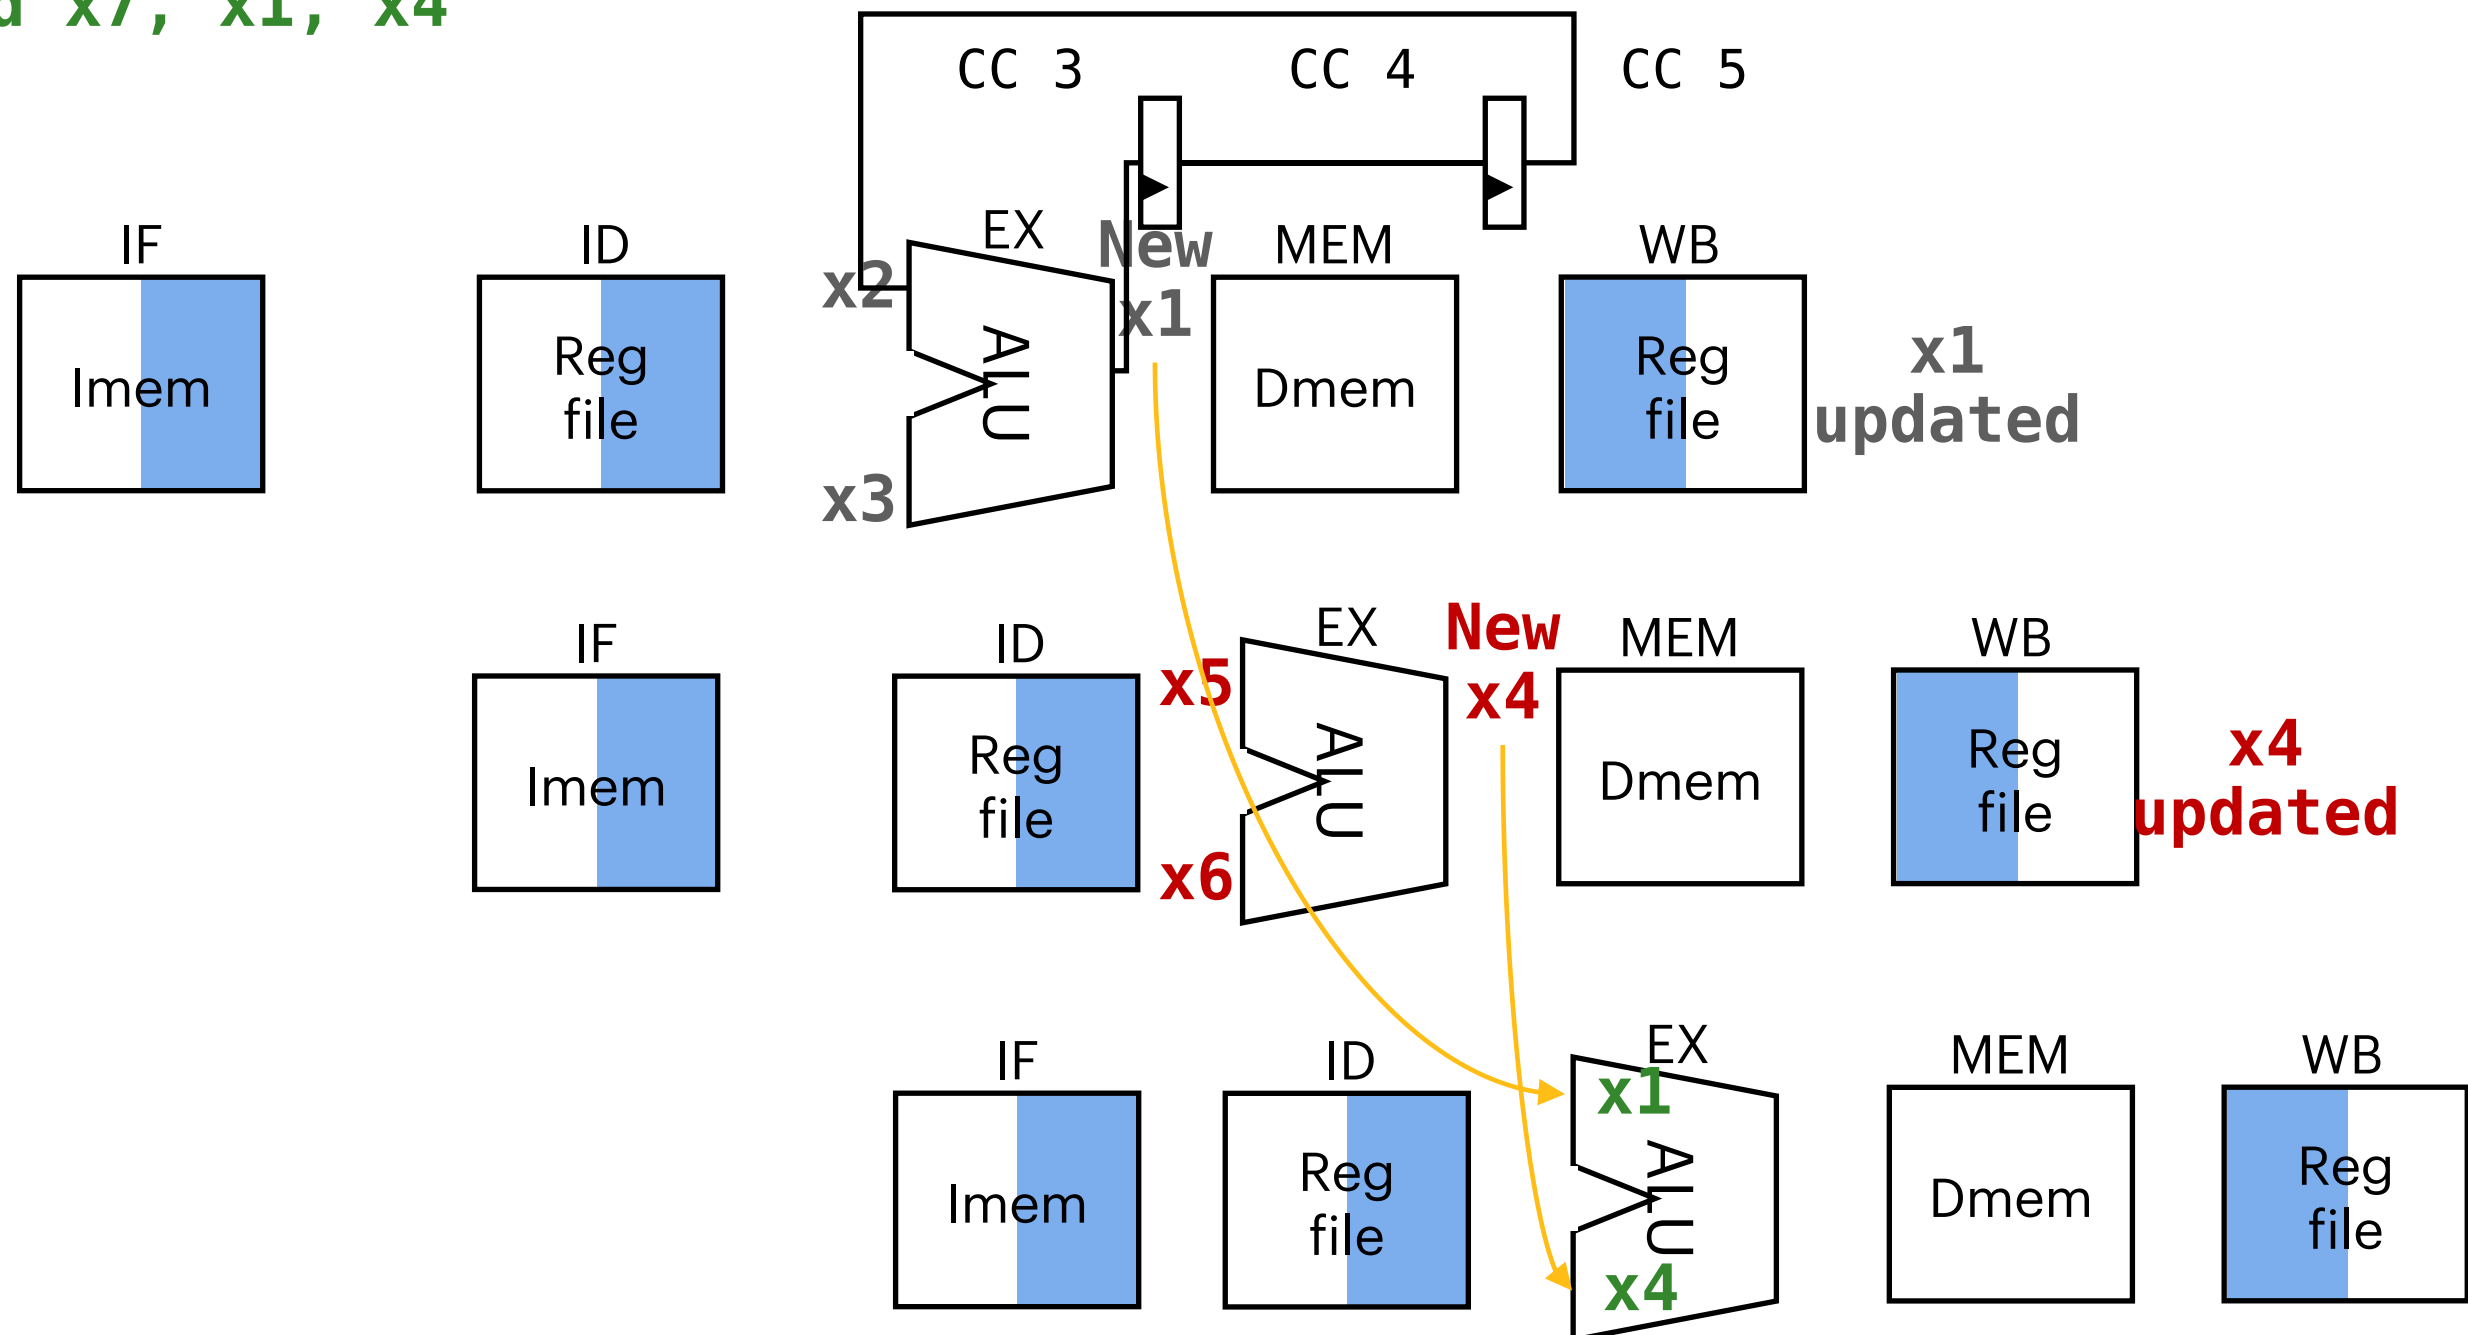 d x7, x1, x4
CC 3
CC 4
CC 5
IF
ID
EX
MEM
WB
Imem
Reg
file
x2
x3
ALU
New
x1
Dmem
Reg
file
x1
updated
IF
ID
EX
MEM
WB
Imem
Reg
file
x5
x6
ALU
New
x4
Dmem
Reg
file
x4
updated
IF
ID
EX
MEM
WB
Imem
Reg
file
x1
ALU
x4
Dmem
Reg
file